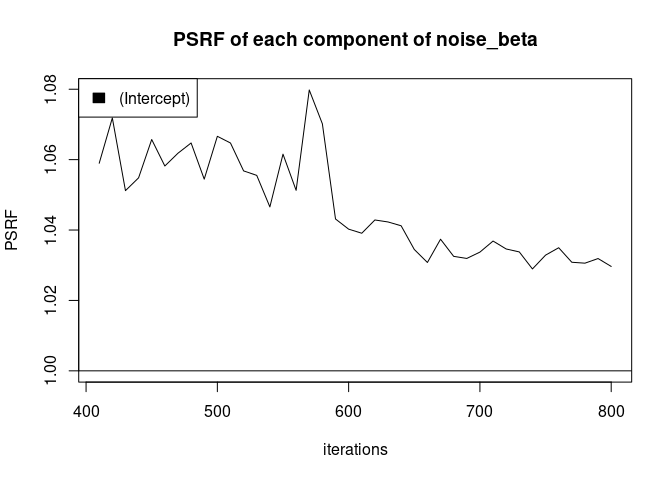 PSRF of each component of noise_beta
(Intercept)
PSRF
1.08
1.06
1.04
1.02
1.00
400 500 600 700 800
iterations